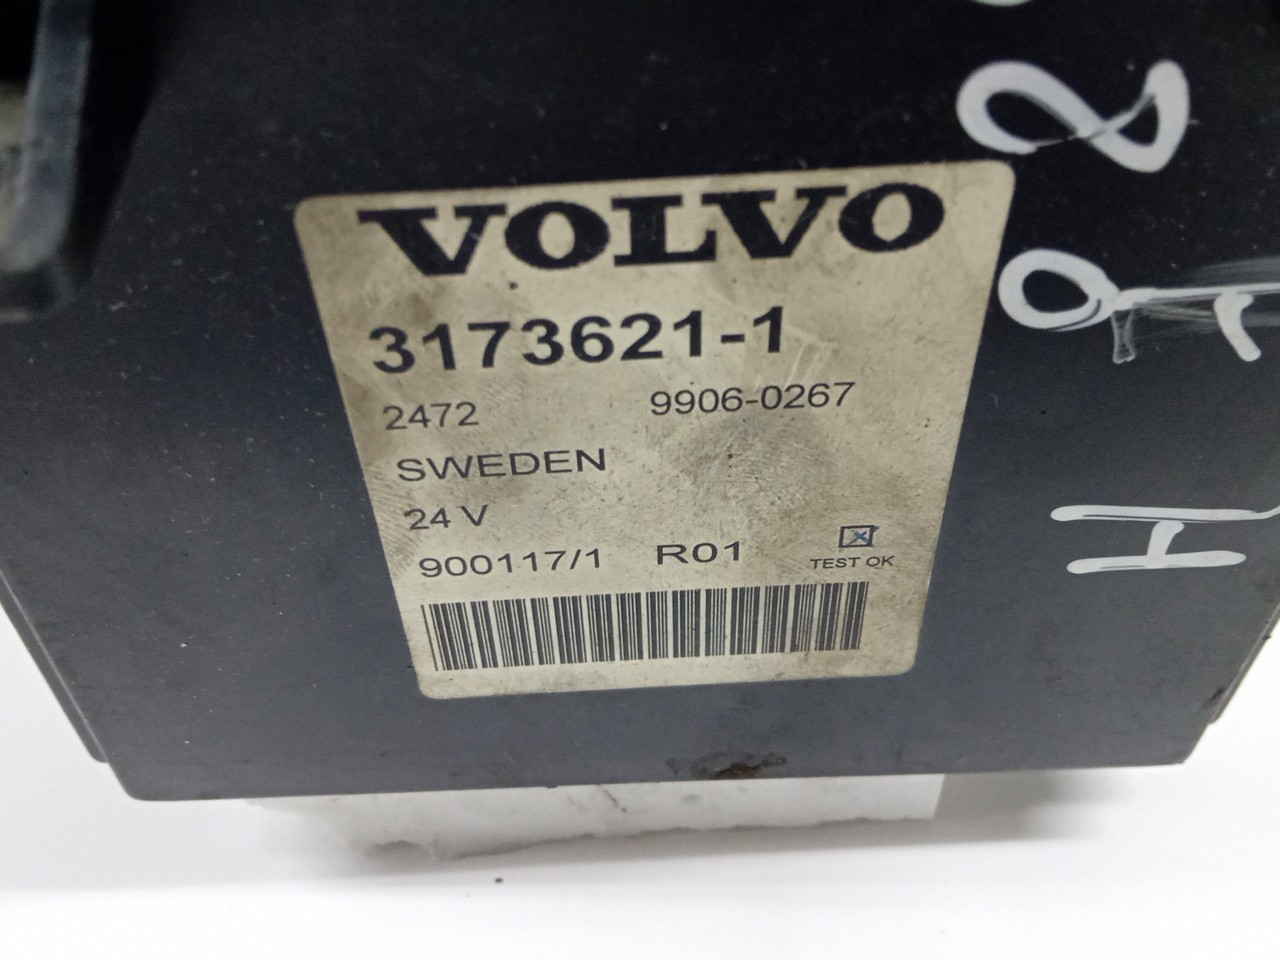 VOLVO
3173621-1
2472 9906-0267
SWEDEN
24 V
900117/1 R01
TEST OK